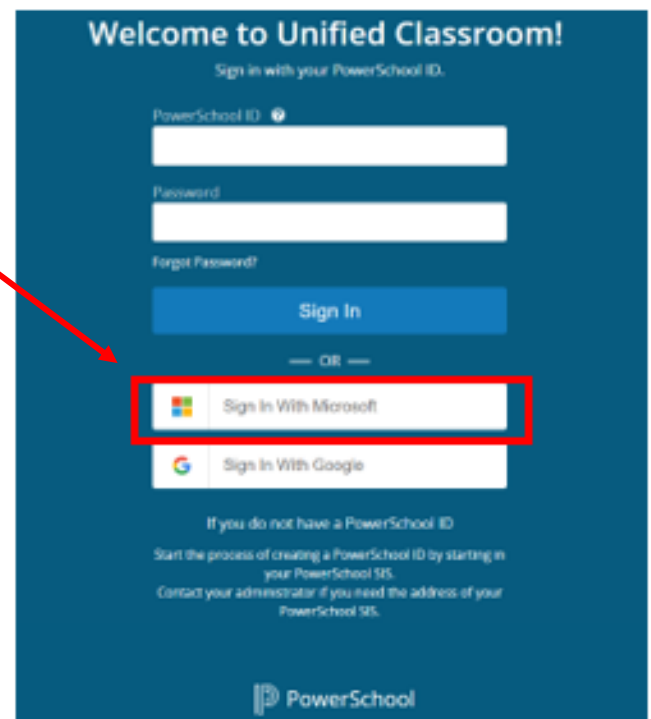 Welcome to Unified Classroom!
Sign in with your PowerSchool ID.
PowerSchool ID ?
Password
Forgot Password?
Sign In
OR
Sign In With Microsoft
Sign In With Google
If you do not have a PowerSchool ID
Start the process of creating a PowerSchool ID by starting in
your PowerSchool SIS.
Contact your administrator if you need the address of your
PowerSchool SIS.
PowerSchool